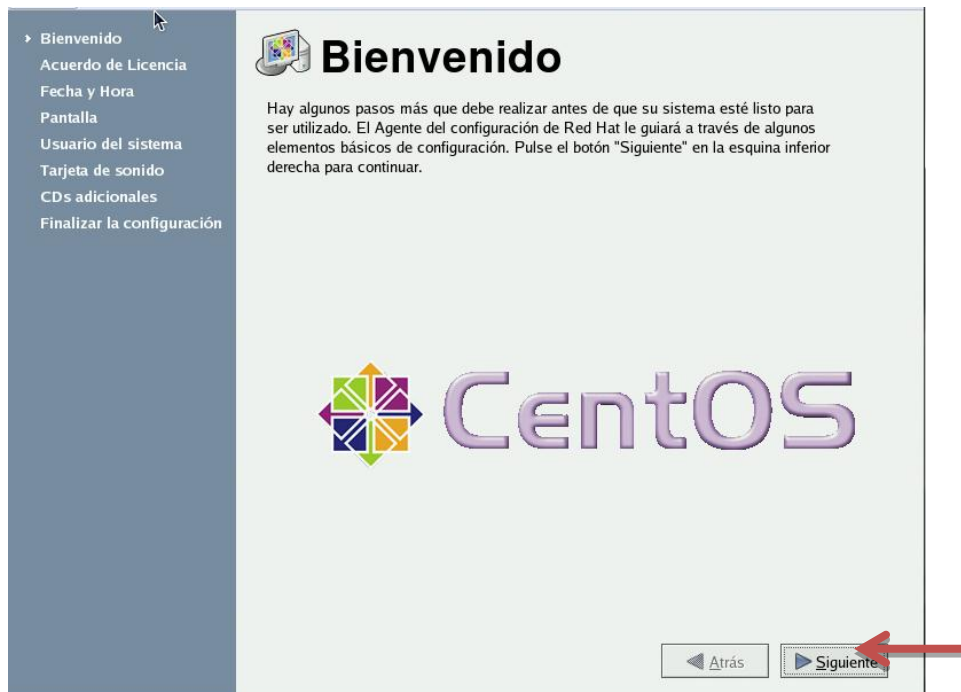 Bienvenido
Acuerdo de Licencia
Fecha y Hora
Pantalla
Usuario del sistema
Tarjeta de sonido
CDs adicionales
Finalizar la configuración
Bienvenido
Hay algunos pasos más que debe realizar antes de que su sistema esté listo para
ser utilizado. El Agente del configuración de Red Hat le guiará a través de algunos
elementos básicos de configuración. Pulse el botón "Siguiente" en la esquina inferior
derecha para continuar.
CentOS
Atrás
Siguiente